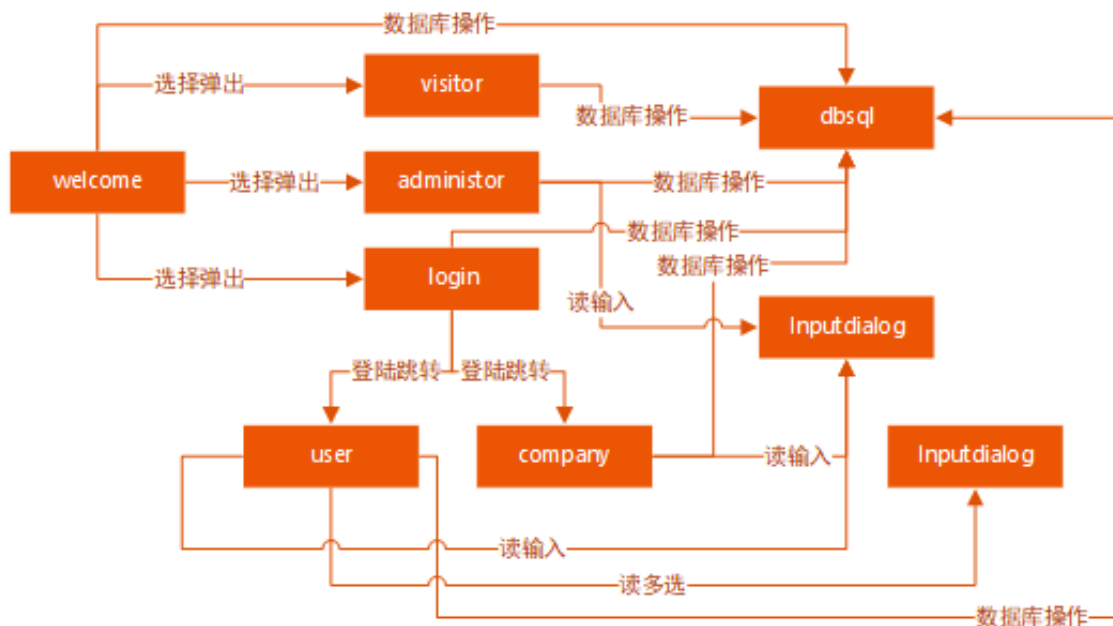 数据库操作
选择弹出
visitor
数据库操作
dbsql
welcome
选择弹出
administor
数据库操作
数据库操作
选择弹出
login
数据库操作
读输入
Inputdialog
登陆跳转
登陆跳转
user
company
读输入
Inputdialog
读输入
读多选
数据库操作